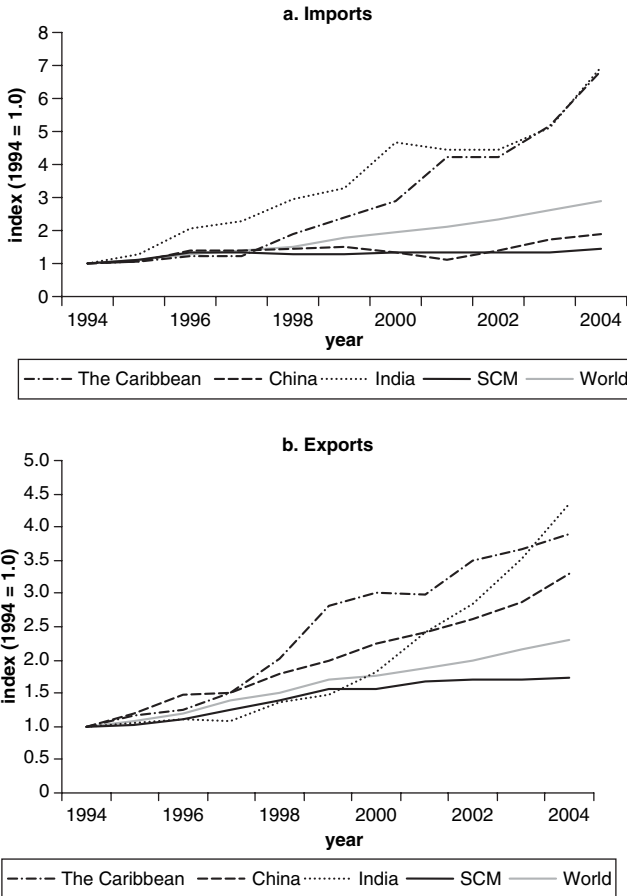 a. Imports
8
7
6
5
4
3
2
1
0
index (1994 = 1.0)
1994 1996 1998 2000 2002 2004
year
The Caribbean China India SCM World
b. Exports
5.0
4.5
4.0
3.5
3.0
2.5
2.0
1.5
1.0
0.5
0
index (1994 = 1.0)
1994 1996 1998 2000 2002 2004
year
The Caribbean China India SCM World